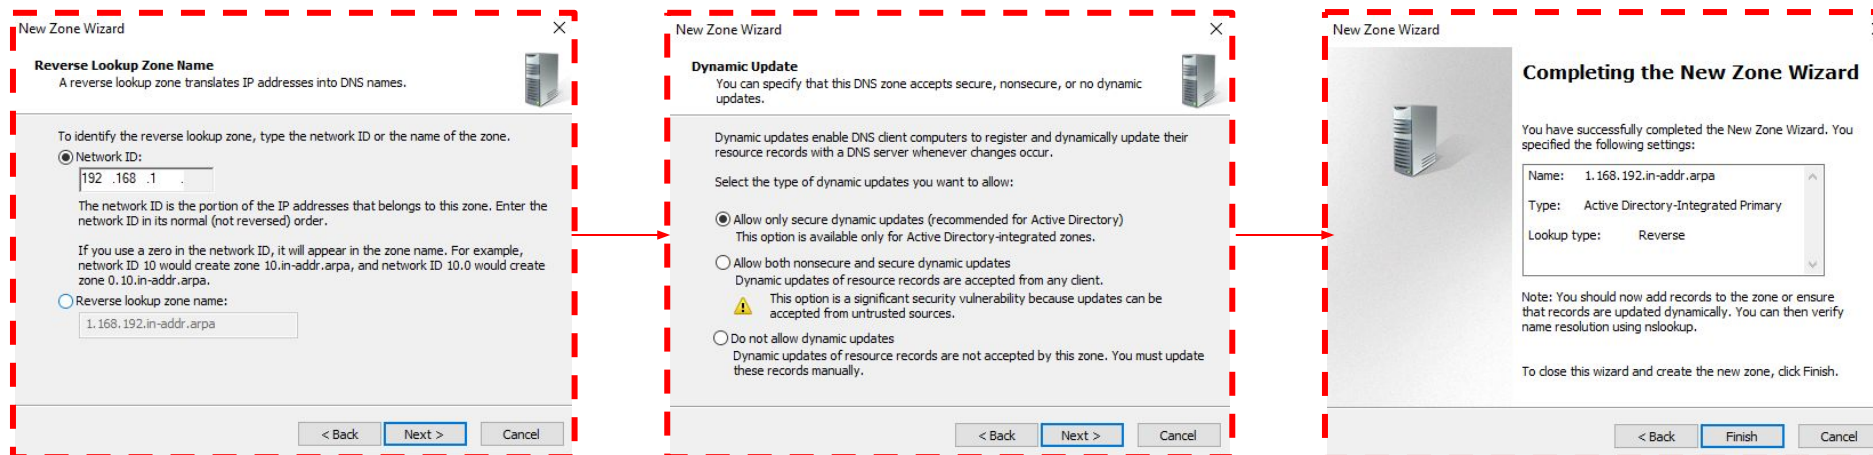 New Zone Wizard
Reverse Lookup Zone Name
A reverse lookup zone translates IP addresses into DNS names.
To identify the reverse lookup zone, type the network ID or the name of the zone.
Network ID:
192 .168 .1 .
The network ID is the portion of the IP addresses that belongs to this zone. Enter the
network ID in its normal (not reversed) order.
If you use a zero in the network ID, it will appear in the zone name. For example,
network ID 10 would create zone 10.in-addr.arpa, and network ID 10.0 would create
zone 0.10.in-addr.arpa.
Reverse lookup zone name:
1.168.192.in-addr.arpa
< Back Next > Cancel
New Zone Wizard
Dynamic Update
You can specify that this DNS zone accepts secure, nonsecure, or no dynamic
updates.
Dynamic updates enable DNS client computers to register and dynamically update their
resource records with a DNS server whenever changes occur.
Select the type of dynamic updates you want to allow:
Allow only secure dynamic updates (recommended for Active Directory)
This option is available only for Active Directory-integrated zones.
Allow both nonsecure and secure dynamic updates
Dynamic updates of resource records are accepted from any client.
This option is a significant security vulnerability because updates can be
accepted from untrusted sources.
Do not allow dynamic updates
Dynamic updates of resource records are not accepted by this zone. You must update
these records manually.
< Back Next > Cancel
New Zone Wizard
Completing the New Zone Wizard
You have successfully completed the New Zone Wizard. You
specified the following settings:
Name: 1.168.192.in-addr.arpa
Type: Active Directory-Integrated Primary
Lookup type: Reverse
Note: You should now add records to the zone or ensure
that records are updated dynamically. You can then verify
name resolution using nslookup.
To close this wizard and create the new zone, click Finish.
< Back Finish Cancel